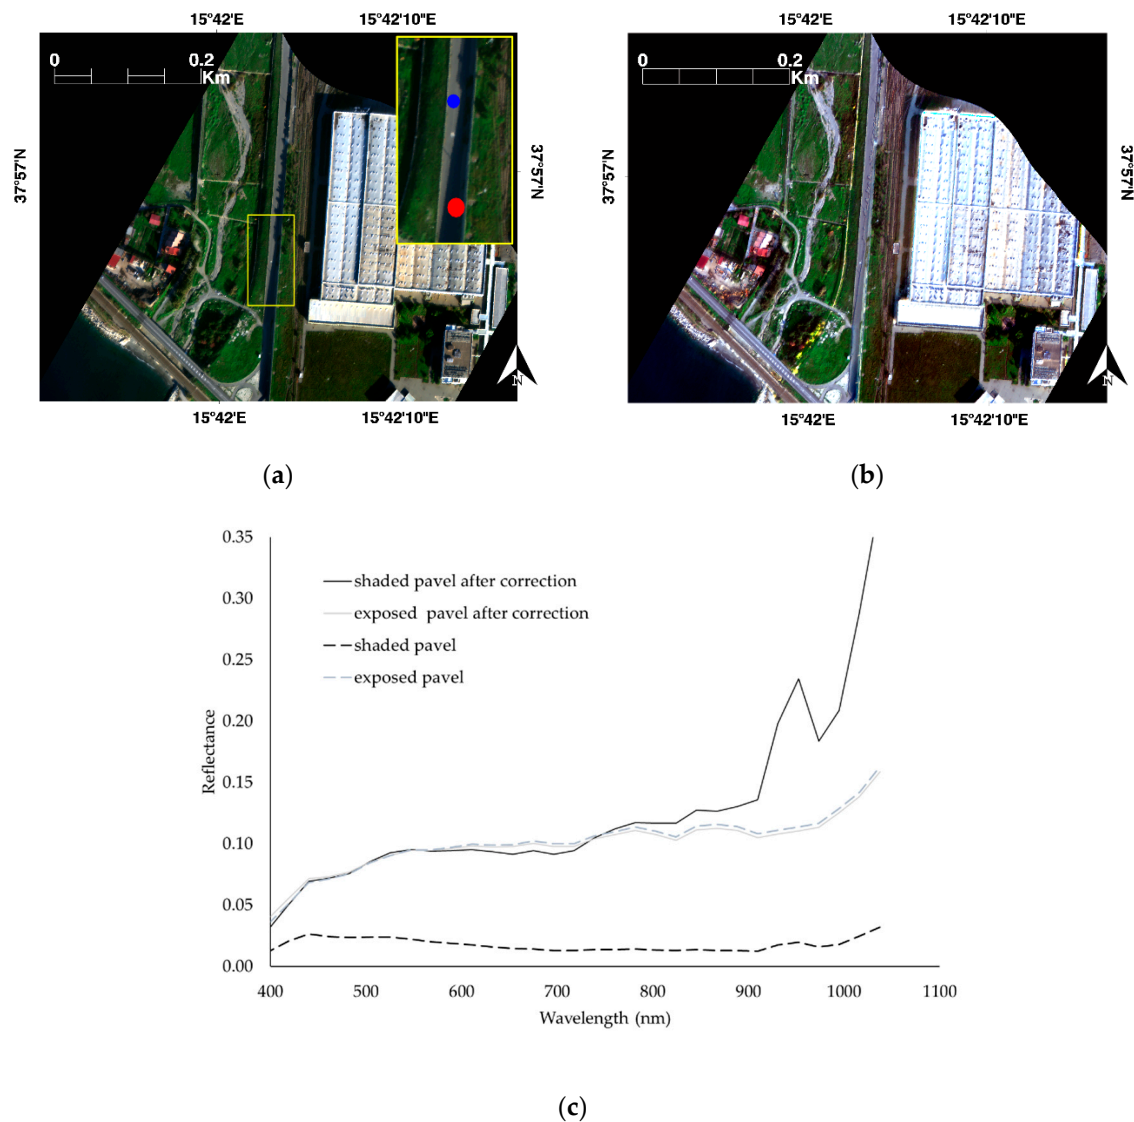 15°42'E 15°42'10"E 15°42'E 15°42'10"E
0 0.2 0 0.2
Km Km
37°57'N 37°57'N 37°57'N 37°57'N
N N
15°42'E 15°42'10"E 15°42'E 15°42'10"E
(a) (b)
0.35
shaded pavel after correction
0.30
exposed pavel after correction
shaded pavel
0.25
exposed pavel
0.20
Reflectance
0.15
0.10
0.05
0.00
400 500 600 700 800 900 1000 1100
Wavelength (nm)
(c)